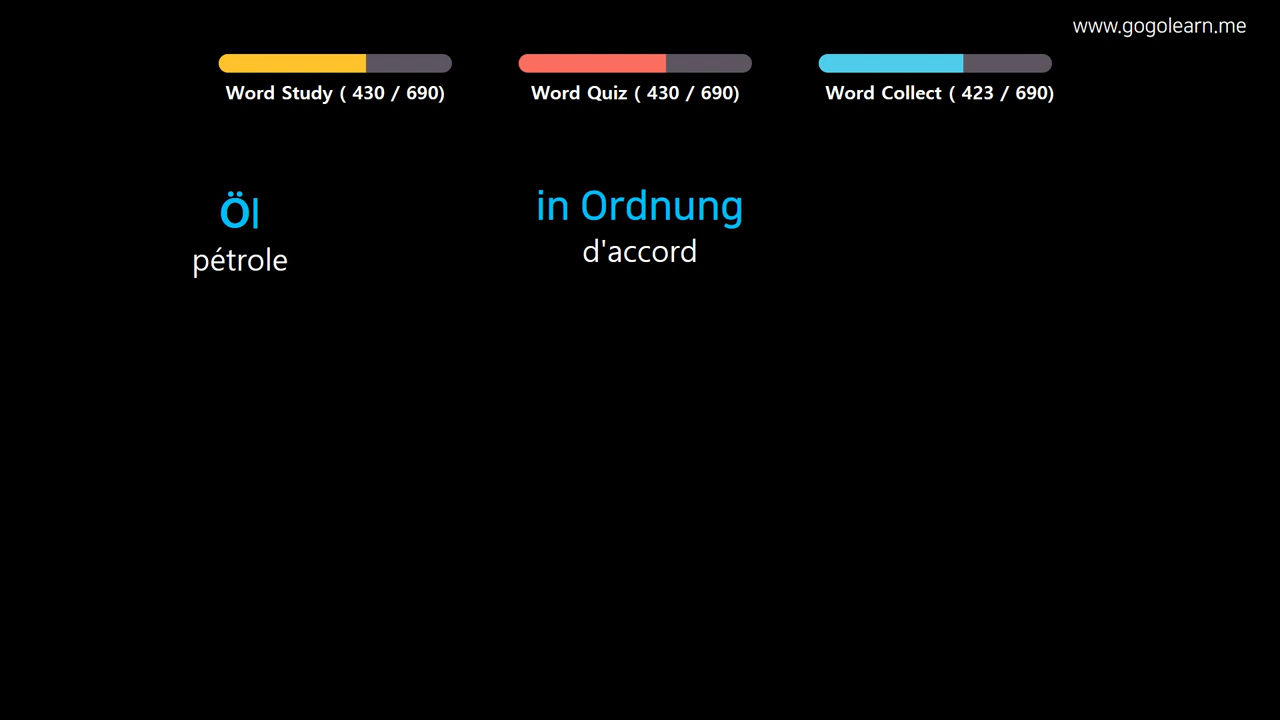 www.gogolearn.me
Word Study ( 430 / 690)
Word Quiz ( 430 / 690)
Word Collect ( 423 / 690)
Öl
pétrole
in Ordnung
d'accord